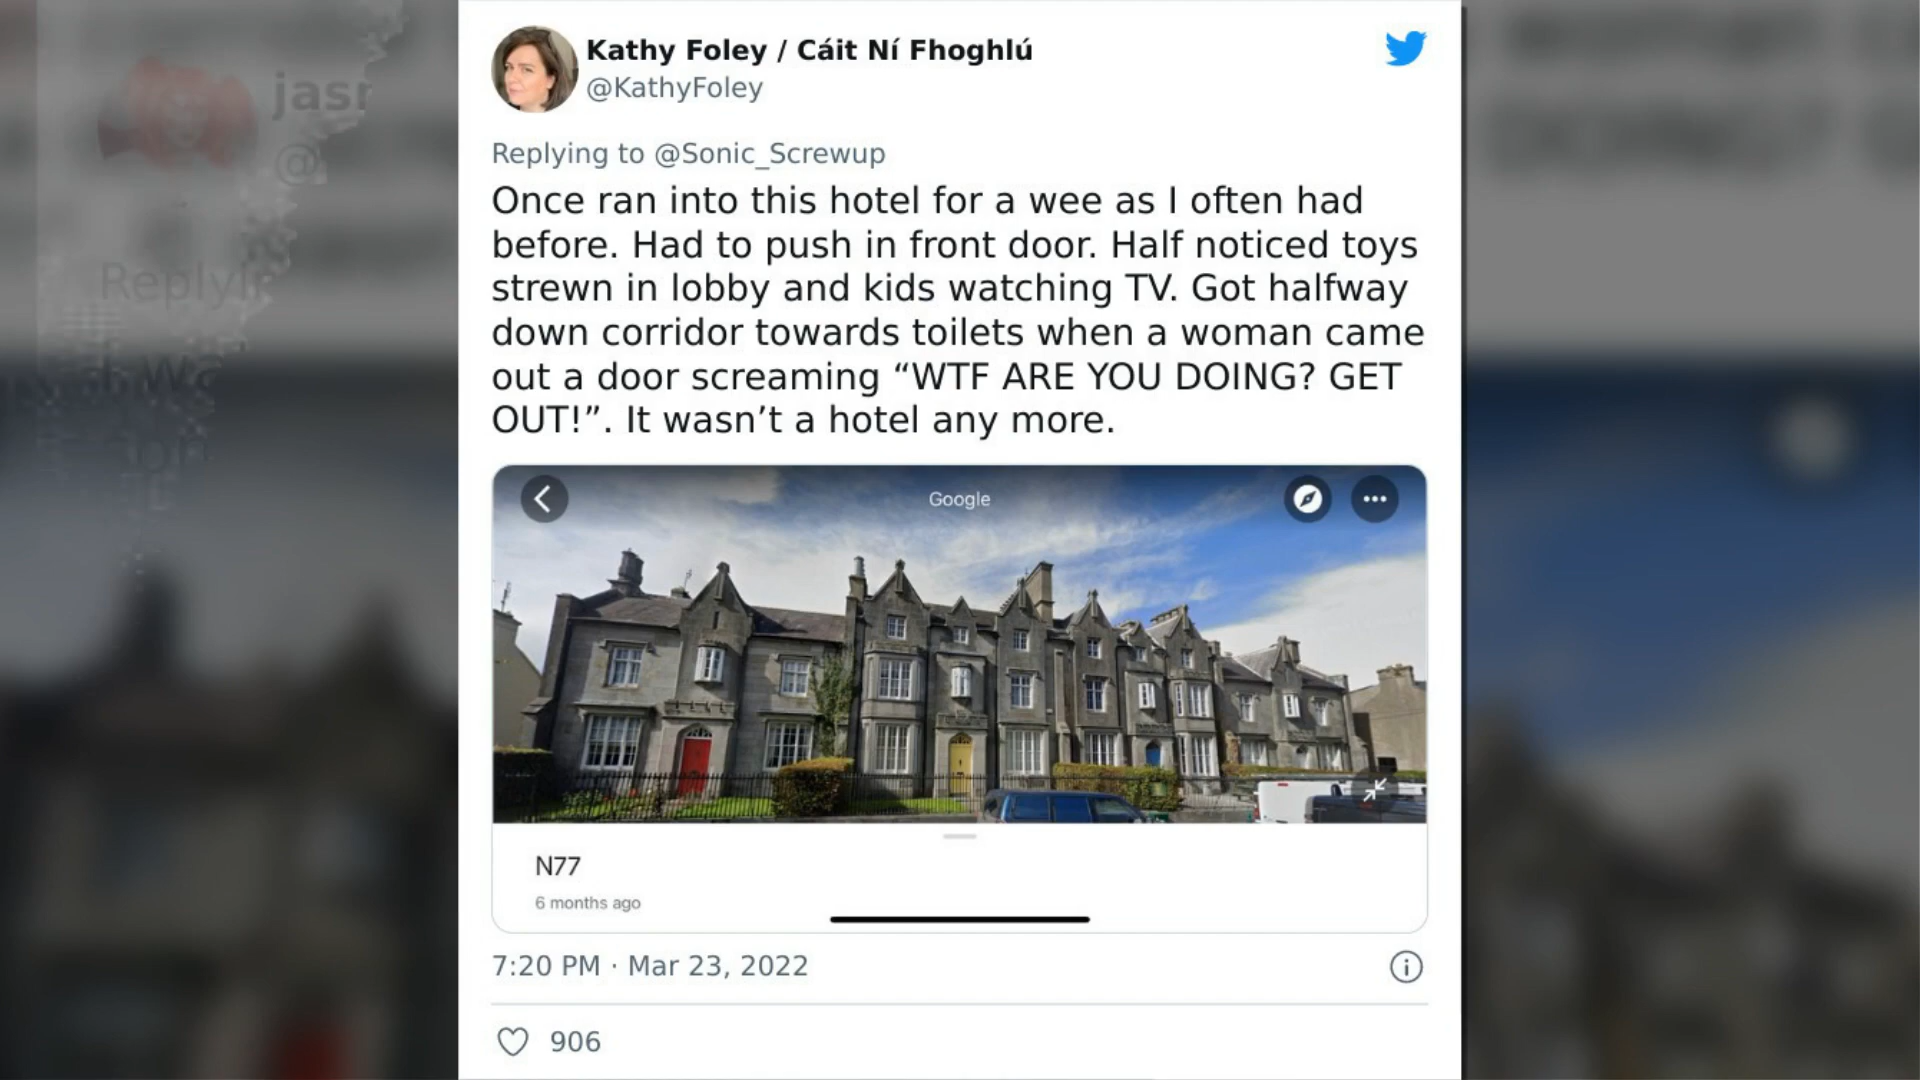 Kathy Foley / Cáit Ní Fhoghlú
@KathyFoley
Replying to @Sonic_Screwup
Once ran into this hotel for a wee as I often had
before. Had to push in front door. Half noticed toys
strewn in lobby and kids watching TV. Got halfway
down corridor towards toilets when a woman came
out a door screaming “WTF ARE YOU DOING? GET
OUT!”. It wasn’t a hotel any more.
Google
N77
6 months ago
7:20 PM · Mar 23, 2022
906